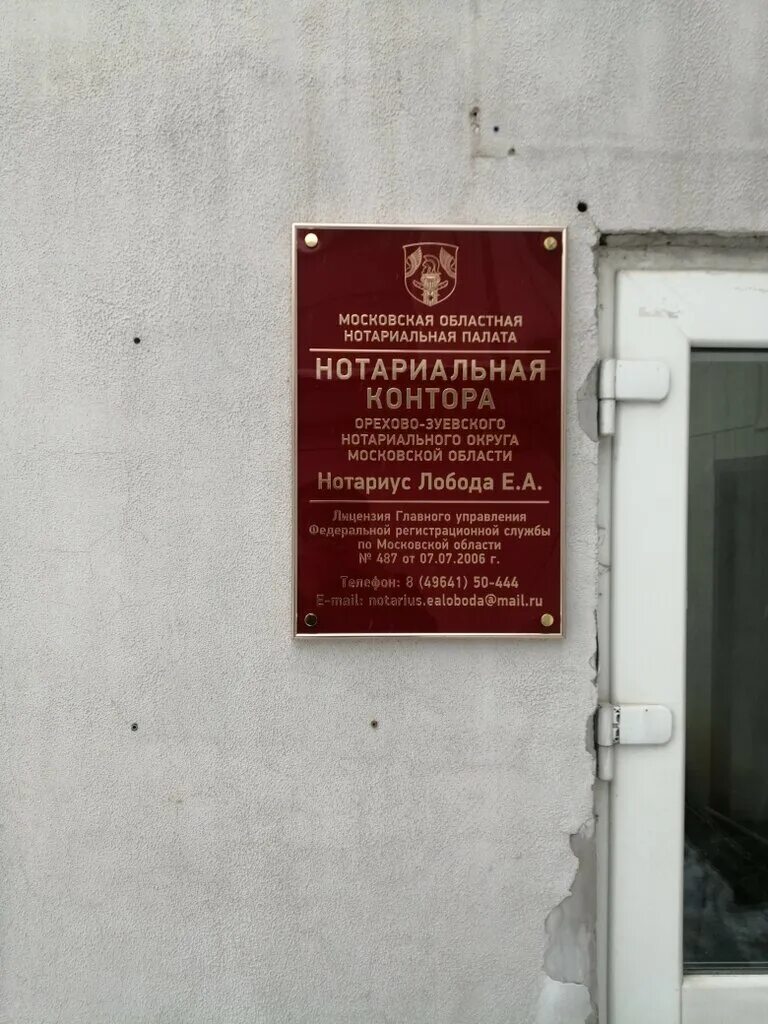 МОСКОВСКАЯ ОБЛАСТНАЯ
НОТАРИАЛЬНАЯ ПАЛАТА
НОТАРИАЛЬНАЯ
КОНТОРА
ОРЕХОВО-ЗУЕВСКОГО
НОТАРИАЛЬНОГО ОКРУГА
МОСКОВСКОЙ ОБЛАСТИ
Нотариус Лобода Е.А.
Лицензия Главного управления
Федеральной регистрационной службы
по Московской области
№ 487 от 07.07.2006 г.
Телефон: 8 (49641) 50-444
E-mail: notarius.ealoboda@mail.ru